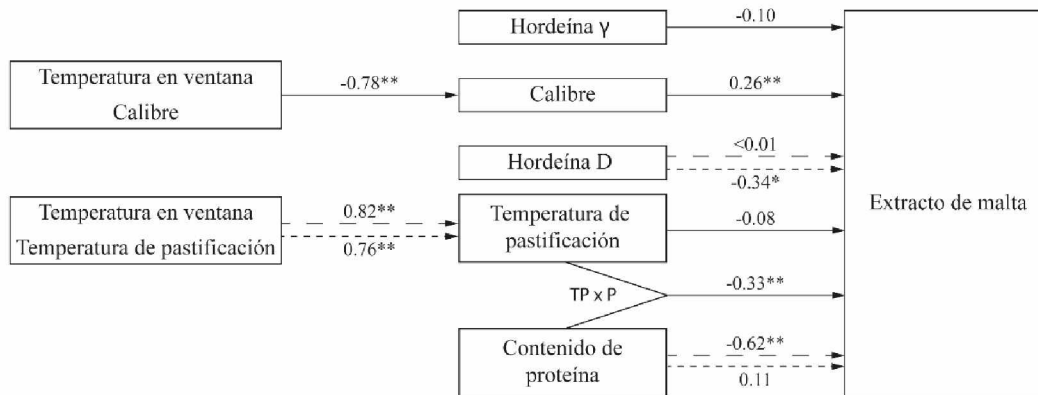 Hordeína γ
-0.10
Temperatura en ventana
Calibre
-0.78**
Calibre
0.26**
Hordeína D
<0.01
-0.34*
Extracto de malta
Temperatura en ventana
Temperatura de pastificación
0.82**
0.76**
Temperatura de
pastificación
-0.08
TP x P
-0.33**
Contenido de
proteína
-0.62**
0.11